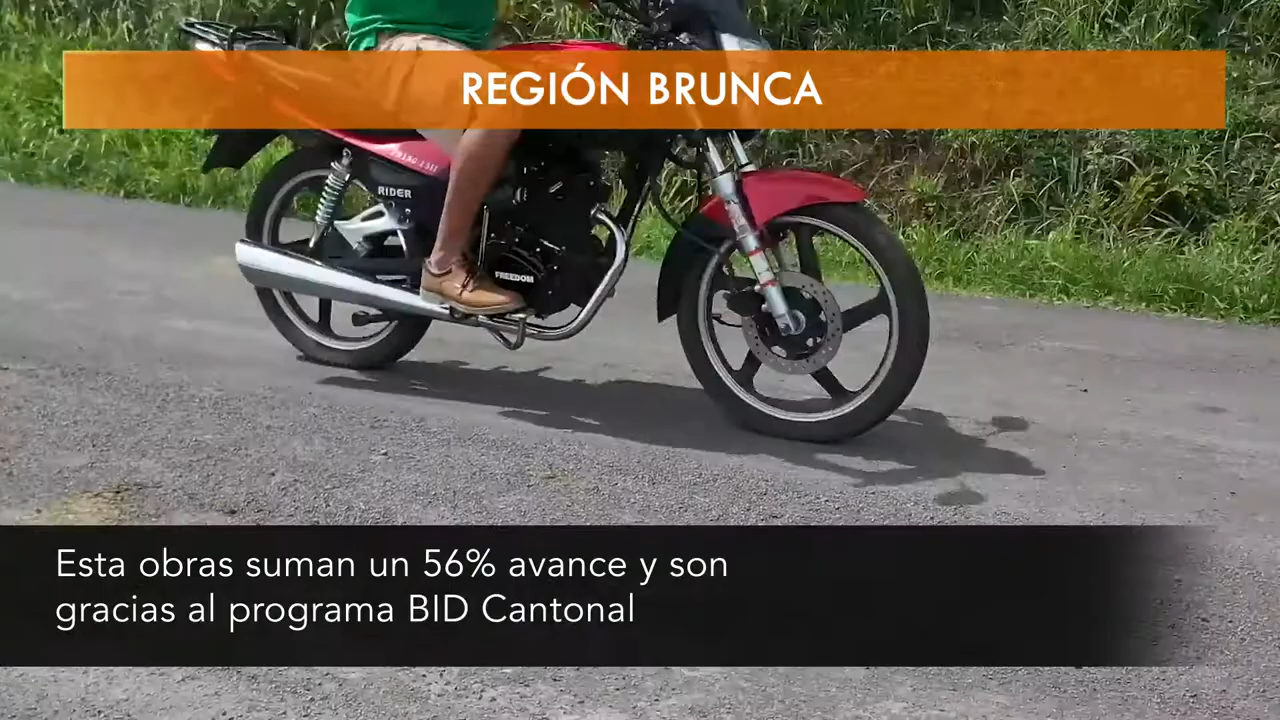 REGIÓN BRUNCA
RIDER
FREEDOM
Esta obras suman un 56% avance y son
gracias al programa BID Cantonal